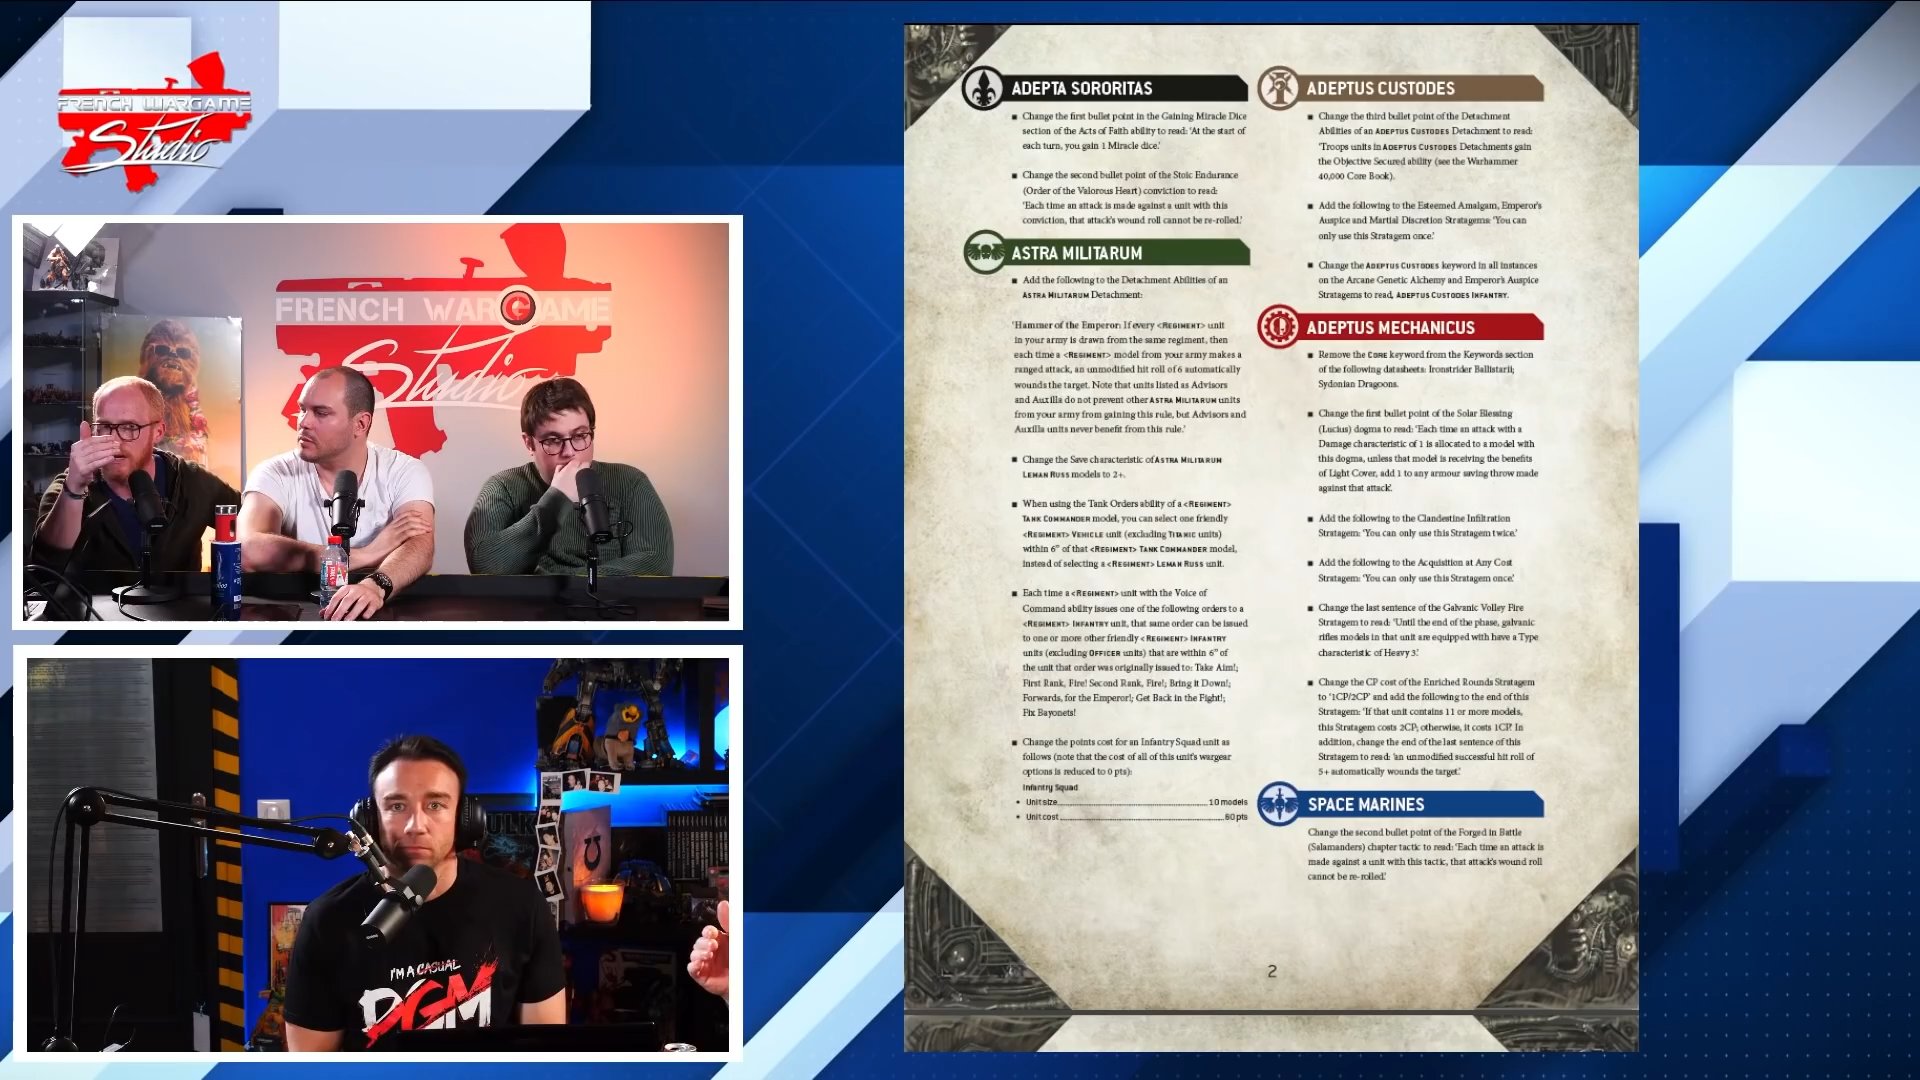 FRENCH WARGAME
Studio
FRENCH WARGAME
Studio
I'M A CASUAL
PGM
ADEPTA SORORITAS
■ Change the first bullet point in the Gaining Miracle Dice
section of the Acts of Faith ability to read: 'At the start of
each turn, you gain 1 Miracle dice.'
■ Change the second bullet point of the Stoic Endurance
(Order of the Valorous Heart) conviction to read:
'Each time an attack is made against a unit with this
conviction, that attack's wound roll cannot be re-rolled.'
ASTRA MILITARUM
■ Add the following to the Detachment Abilities of an
ASTRA MILITARUM Detachment:
'Hammer of the Emperor: If every <REGIMENT> unit
in your army is drawn from the same regiment, then
each time a <REGIMENT> model from your army makes a
ranged attack, an unmodified hit roll of 6 automatically
wounds the target. Note that units listed as Advisors
and Auxilla do not prevent other ASTRA MILITARUM units
from your army from gaining this rule, but Advisors and
Auxilla units never benefit from this rule.'
■ Change the Save characteristic of ASTRA MILITARUM
LEMAN RUSS models to 2+.
■ When using the Tank Orders ability of a <REGIMENT>
TANK COMMANDER model, you can select one friendly
<REGIMENT> VEHICLE unit (excluding TITANIC units)
within 6" of that <REGIMENT> TANK COMMANDER model,
instead of selecting a <REGIMENT> LEMAN RUSS unit.
■ Each time a <REGIMENT> unit with the Voice of
Command ability issues one of the following orders to a
<REGIMENT> INFANTRY unit, that same order can be issued
to one or more other friendly <REGIMENT> INFANTRY
units (excluding OFFICER units) that are within 6" of
the unit that order was originally issued to: Take Aim!;
First Rank, Fire! Second Rank, Fire!; Bring it Down!;
Forwards, for the Emperor!; Get Back in the Fight!;
Fix Bayonets!
■ Change the points cost for an Infantry Squad unit as
follows (note that the cost of all of this unit's wargear
options is reduced to 0 pts):
Infantry Squad
• Unit size 10 models
• Unit cost 60 pts
ADEPTUS CUSTODES
■ Change the third bullet point of the Detachment
Abilities of an ADEPTUS CUSTODES Detachment to read:
'Troops units in ADEPTUS CUSTODES Detachments gain
the Objective Secured ability (see the Warhammer
40,000 Core Book).
■ Add the following to the Esteemed Amalgam, Emperor's
Auspice and Martial Discretion Stratagems: 'You can
only use this Stratagem once.'
■ Change the ADEPTUS CUSTODES keyword in all instances
on the Arcane Genetic Alchemy and Emperor's Auspice
Stratagems to read, ADEPTUS CUSTODES INFANTRY.
ADEPTUS MECHANICUS
■ Remove the CORE keyword from the Keywords section
of the following datasheets: Ironstrider Ballistarii;
Sydonian Dragoons.
■ Change the first bullet point of the Solar Blessing
(Lucius) dogma to read: 'Each time an attack with a
Damage characteristic of 1 is allocated to a model with
this dogma, unless that model is receiving the benefits
of Light Cover, add 1 to any armour saving throw made
against that attack'.
■ Add the following to the Clandestine Infiltration
Stratagem: 'You can only use this Stratagem twice.'
■ Add the following to the Acquisition at Any Cost
Stratagem: 'You can only use this Stratagem once.'
■ Change the last sentence of the Galvanic Volley Fire
Stratagem to read: 'Until the end of the phase, galvanic
rifles models in that unit are equipped with have a Type
characteristic of Heavy 3.'
■ Change the CP cost of the Enriched Rounds Stratagem
to '1CP/2CP' and add the following to the end of this
Stratagem: 'If that unit contains 11 or more models,
this Stratagem costs 2CP; otherwise, it costs 1CP.' In
addition, change the end of the last sentence of this
Stratagem to read: 'an unmodified successful hit roll of
5+ automatically wounds the target.'
SPACE MARINES
Change the second bullet point of the Forged in Battle
(Salamanders) chapter tactic to read: 'Each time an attack is
made against a unit with this tactic, that attack's wound roll
cannot be re-rolled.'
2